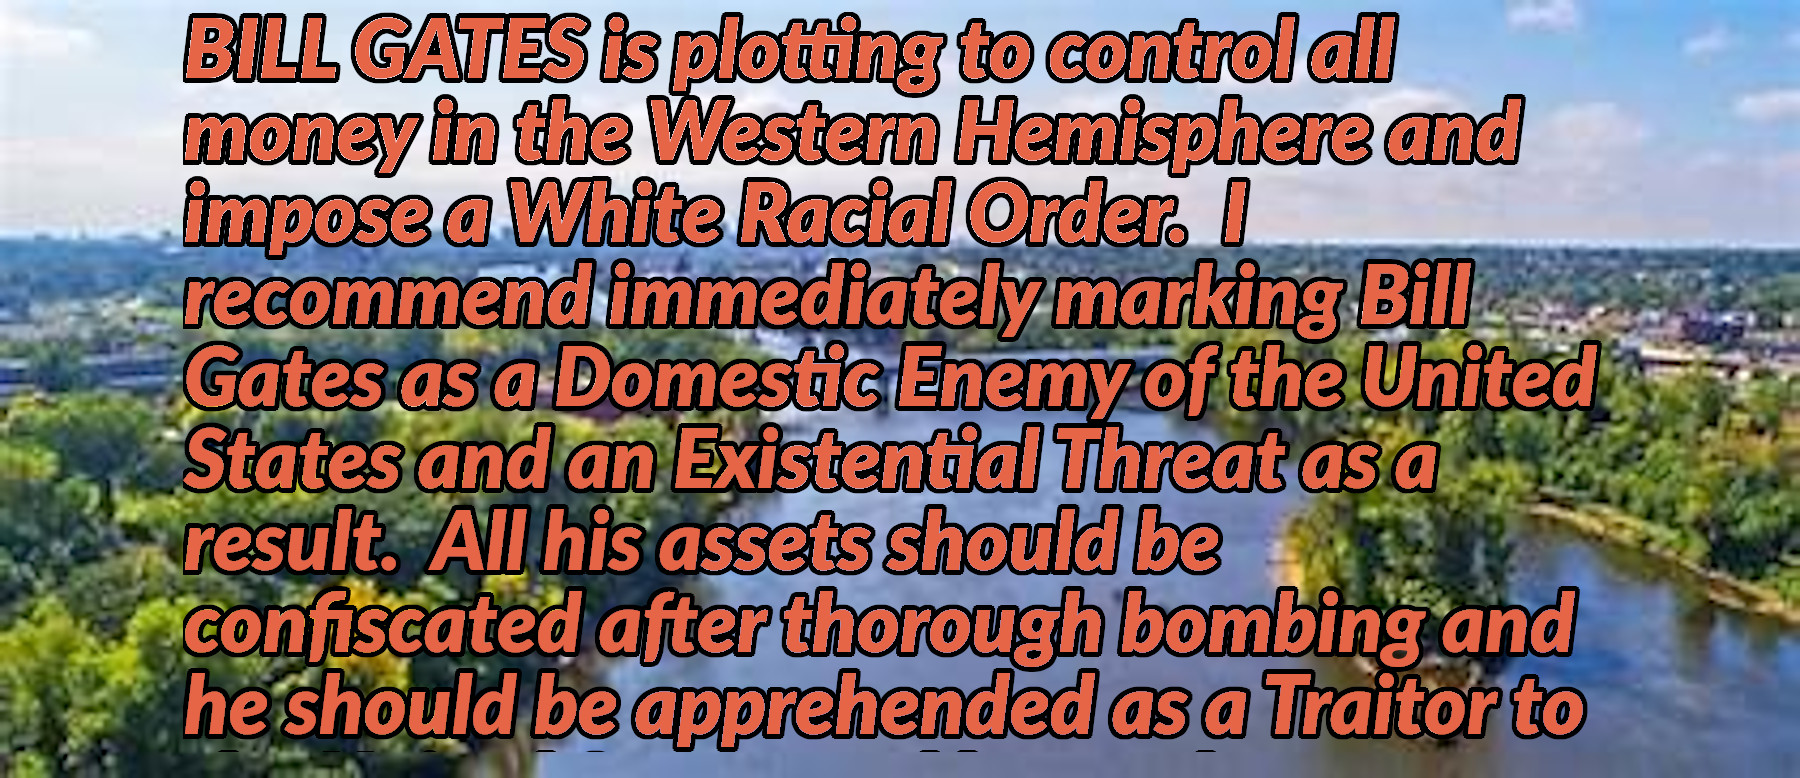 BILL GATES is plotting to control all
money in the Western Hemisphere and
impose a White Racial Order.  I
recommend immediately marking Bill
Gates as a Domestic Enemy of the United
States and an Existential Threat as a
result.  All his assets should be
confiscated after thorough bombing and
he should be apprehended as a Traitor to